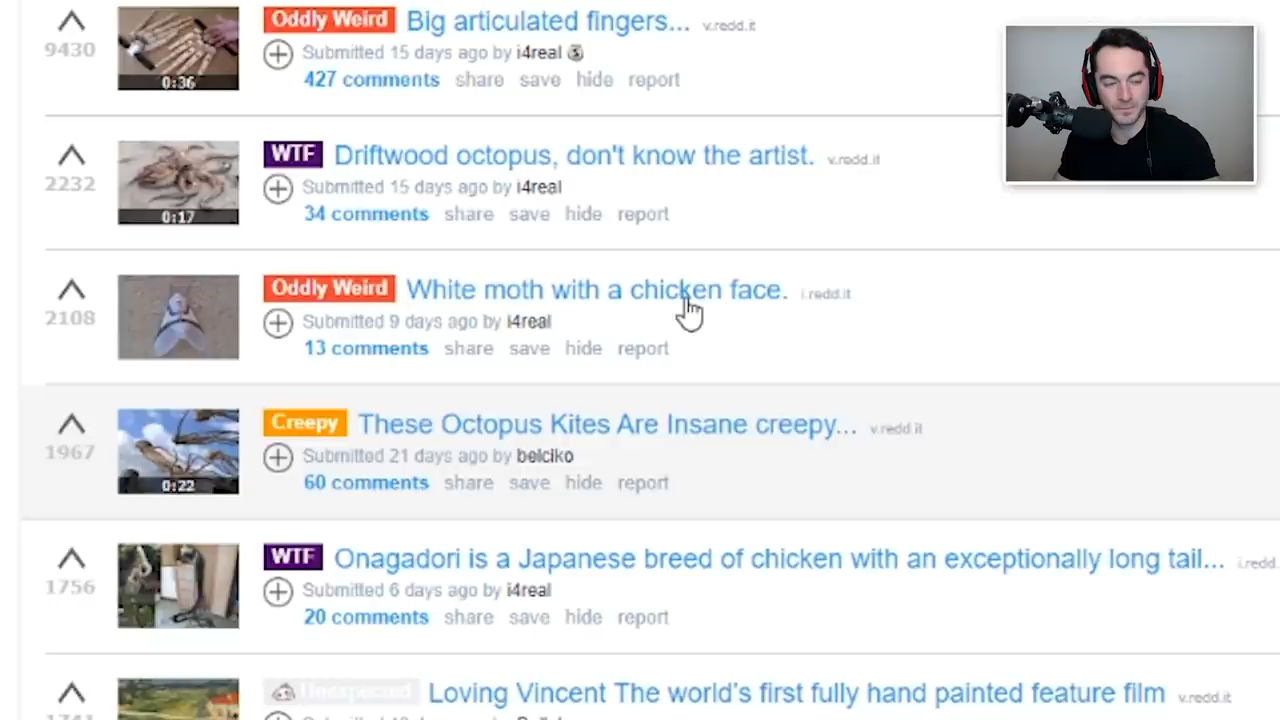 Oddly Weird Big articulated fingers... v.redd.it
9430
0:36
Submitted 15 days ago by i4real
427 comments share save hide report
WTF Driftwood octopus, don't know the artist. v.redd.it
2232
0:17
Submitted 15 days ago by i4real
34 comments share save hide report
Oddly Weird White moth with a chicken face. i.redd.it
2108
Submitted 9 days ago by i4real
13 comments share save hide report
Creepy These Octopus Kites Are Insane creepy... v.redd.it
1967
0:22
Submitted 21 days ago by belciko
60 comments share save hide report
WTF Onagadori is a Japanese breed of chicken with an exceptionally long tail... i.redd.
1756
Submitted 6 days ago by i4real
20 comments share save hide report
Unexpected Loving Vincent The world's first fully hand painted feature film v.redd.it